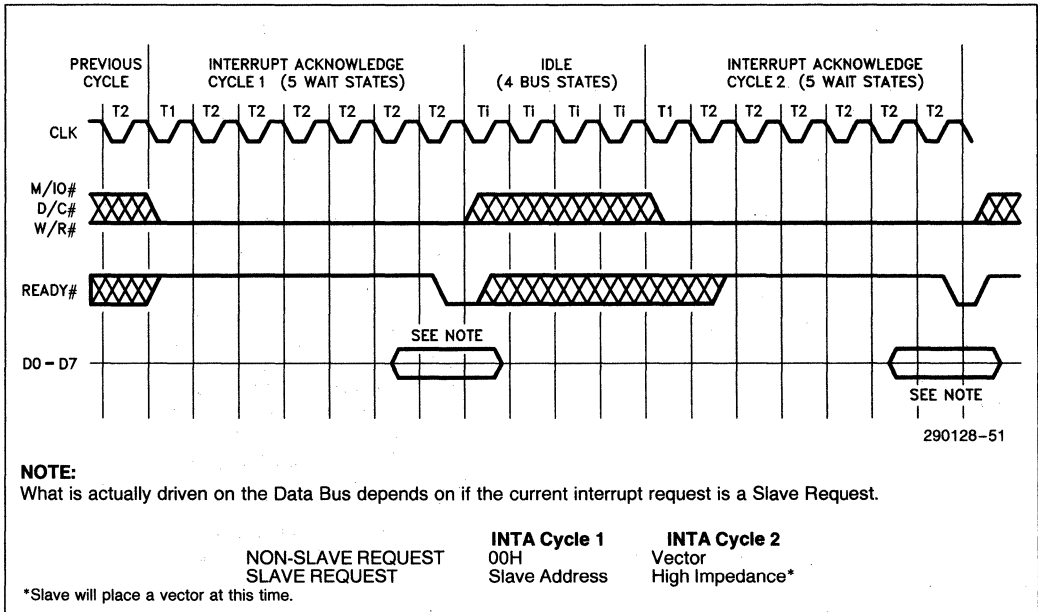 PREVIOUS CYCLE
INTERRUPT ACKNOWLEDGE CYCLE 1 (5 WAIT STATES)
IDLE (4 BUS STATES)
INTERRUPT ACKNOWLEDGE CYCLE 2 (5 WAIT STATES)
T2 T1 T2 T2 T2 T2 T2 T2 Ti Ti Ti Ti T1 T2 T2 T2 T2 T2 T2
CLK
M/IO#
D/C#
W/R#
READY#
SEE NOTE
D0-D7
SEE NOTE
290128-51
NOTE:
What is actually driven on the Data Bus depends on if the current interrupt request is a Slave Request.
INTA Cycle 1 INTA Cycle 2
NON-SLAVE REQUEST 00H Vector
SLAVE REQUEST Slave Address High Impedance*
*Slave will place a vector at this time.